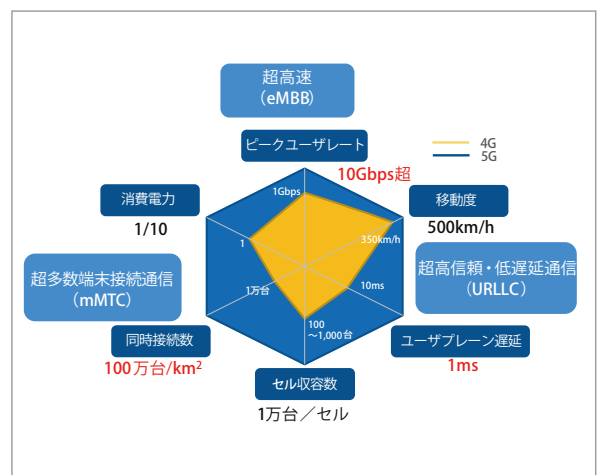 超高速
(eMBB)
ピークユーザレート
4G
5G
10Gbps超
1Gbps
消費電力
1/10
移動度
500km/h
350km/h
1
超多数端末接続通信
(mMTC)
1万台
10ms
超高信頼・低遅延通信
(URLLC)
同時接続数
100万台/km²
100
～1,000台
ユーザプレーン遅延
1ms
セル収容数
1万台／セル